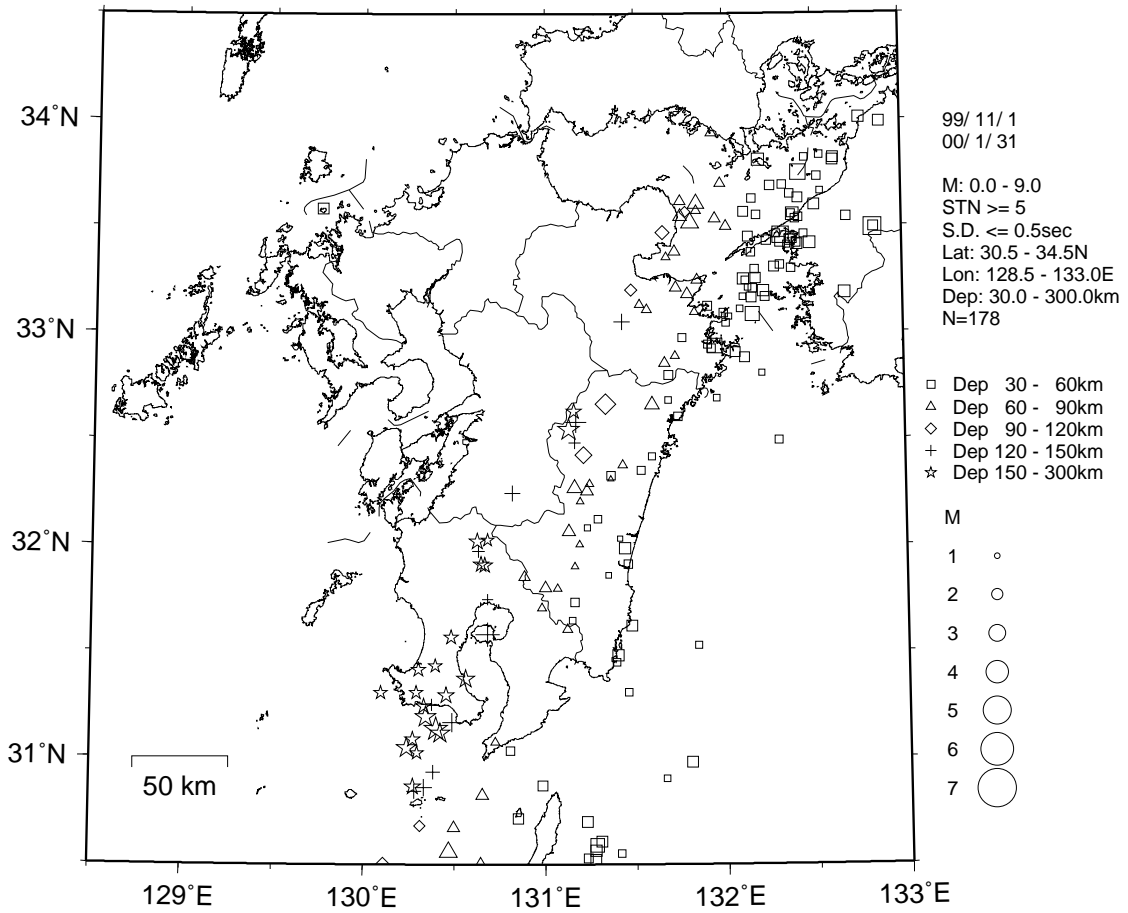 34˚N
33˚N
32˚N
31˚N
50 km
129˚E
130˚E
131˚E
132˚E
133˚E
99/ 11/ 1
00/ 1/ 31
M: 0.0 - 9.0
STN >= 5
S.D. <= 0.5sec
Lat: 30.5 - 34.5N
Lon: 128.5 - 133.0E
Dep: 30.0 - 300.0km
N=178
Dep 30 - 60km
Dep 60 - 90km
Dep 90 - 120km
Dep 120 - 150km
Dep 150 - 300km
M
1
2
3
4
5
6
7